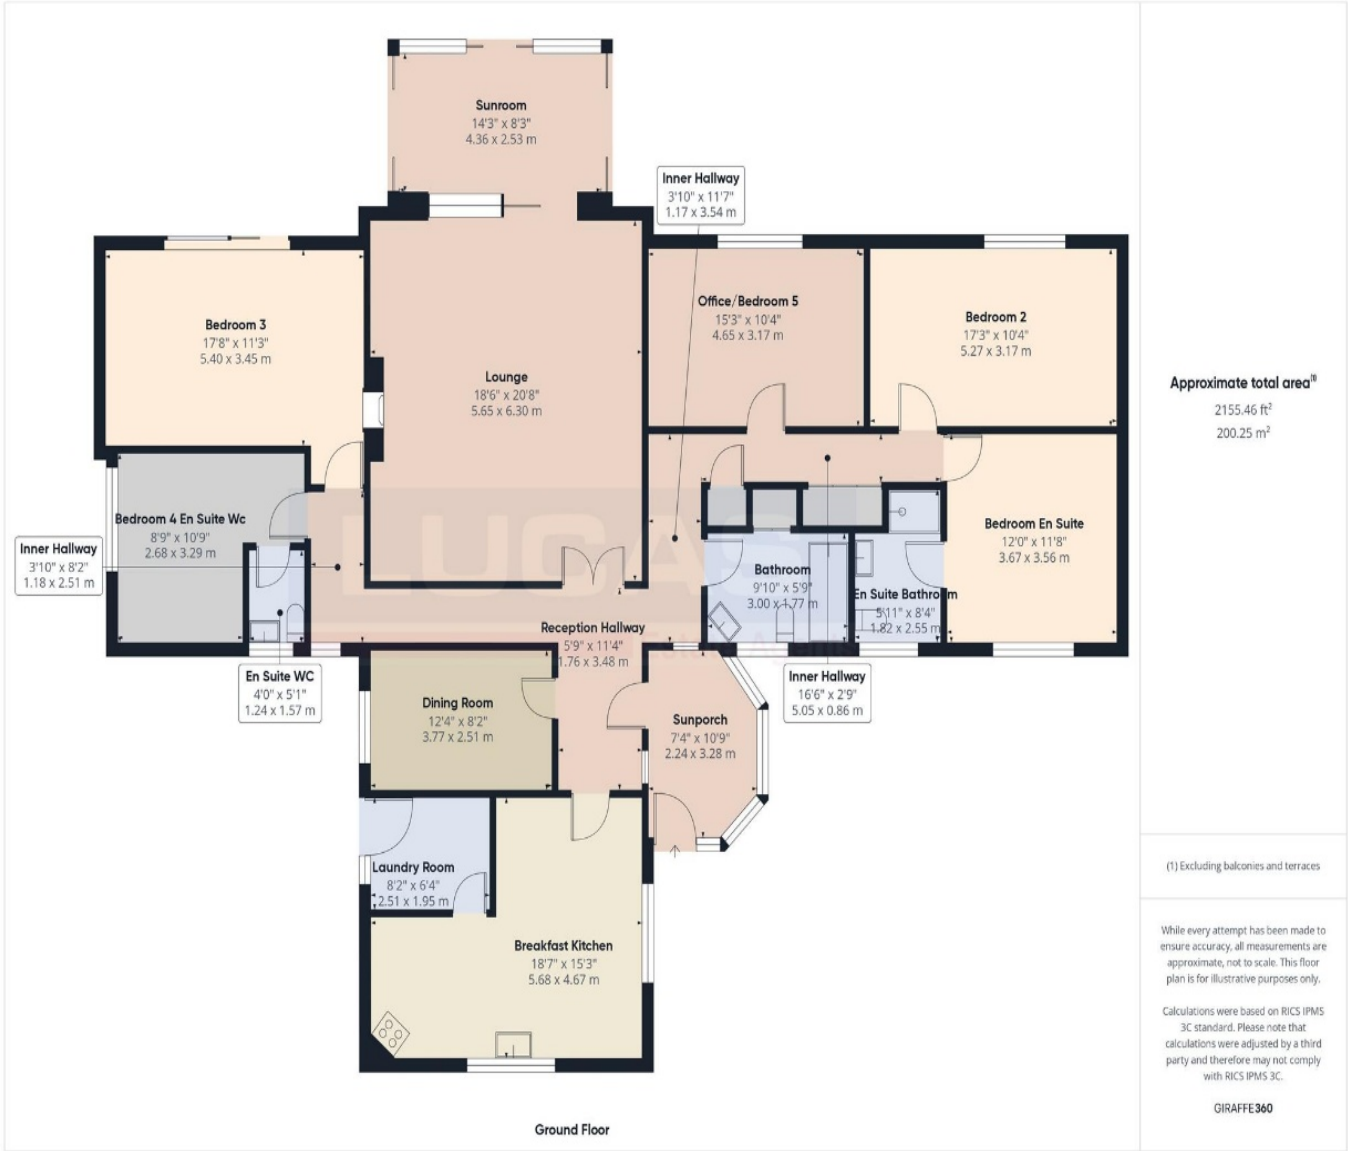 Sunroom
14'3" x 8'3"
4.36 x 2.53 m
Inner Hallway
3'10" x 11'7"
1.17 x 3.54 m
Bedroom 3
17'8" x 11'3"
5.40 x 3.45 m
Lounge
18'6" x 20'8"
5.65 x 6.30 m
Office/Bedroom 5
15'3" x 10'4"
4.65 x 3.17 m
Bedroom 2
17'3" x 10'4"
5.27 x 3.17 m
Bedroom 4 En Suite Wc
8'9" x 10'9"
2.68 x 3.29 m
Inner Hallway
3'10" x 8'2"
1.18 x 2.51 m
LUCAS
Estate Agents
Bedroom En Suite
12'0" x 11'8"
3.67 x 3.56 m
Bathroom
9'10" x 5'9"
3.00 x 1.77 m
En Suite Bathroom
5'11" x 8'4"
1.82 x 2.55 m
Reception Hallway
5'9" x 11'4"
1.76 x 3.48 m
En Suite WC
4'0" x 5'1"
1.24 x 1.57 m
Inner Hallway
16'6" x 2'9"
5.05 x 0.86 m
Dining Room
12'4" x 8'2"
3.77 x 2.51 m
Sunporch
7'4" x 10'9"
2.24 x 3.28 m
Laundry Room
8'2" x 6'4"
2.51 x 1.95 m
Breakfast Kitchen
18'7" x 15'3"
5.68 x 4.67 m
Ground Floor
Approximate total area⁽¹⁾
2155.46 ft²
200.25 m²
(1) Excluding balconies and terraces
While every attempt has been made to
ensure accuracy, all measurements are
approximate, not to scale. This floor
plan is for illustrative purposes only.
Calculations were based on RICS IPMS
3C standard. Please note that
calculations were adjusted by a third
party and therefore may not comply
with RICS IPMS 3C.
GIRAFFE360